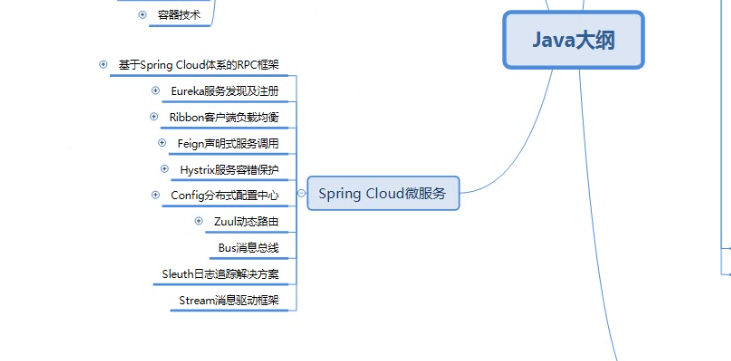 容器技术
Java大纲
基于Spring Cloud体系的RPC框架
Eureka服务发现及注册
Ribbon客户端负载均衡
Feign声明式服务调用
Hystrix服务容错保护
Config分布式配置中心
Spring Cloud微服务
Zuul动态路由
Bus消息总线
Sleuth日志追踪解决方案
Stream消息驱动框架